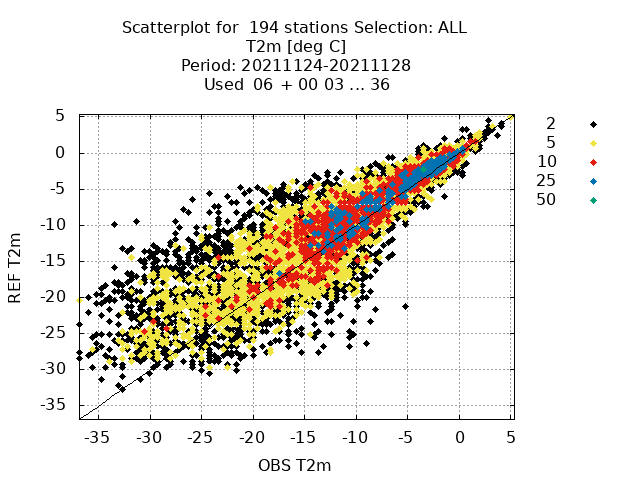 Scatterplot for  194 stations Selection: ALL
T2m [deg C]
Period: 20211124-20211128
Used  06 + 00 03 ... 36
REF T2m
5
0
-5
-10
-15
-20
-25
-30
-35
-35 -30 -25 -20 -15 -10 -5 0 5
OBS T2m
2
5
10
25
50